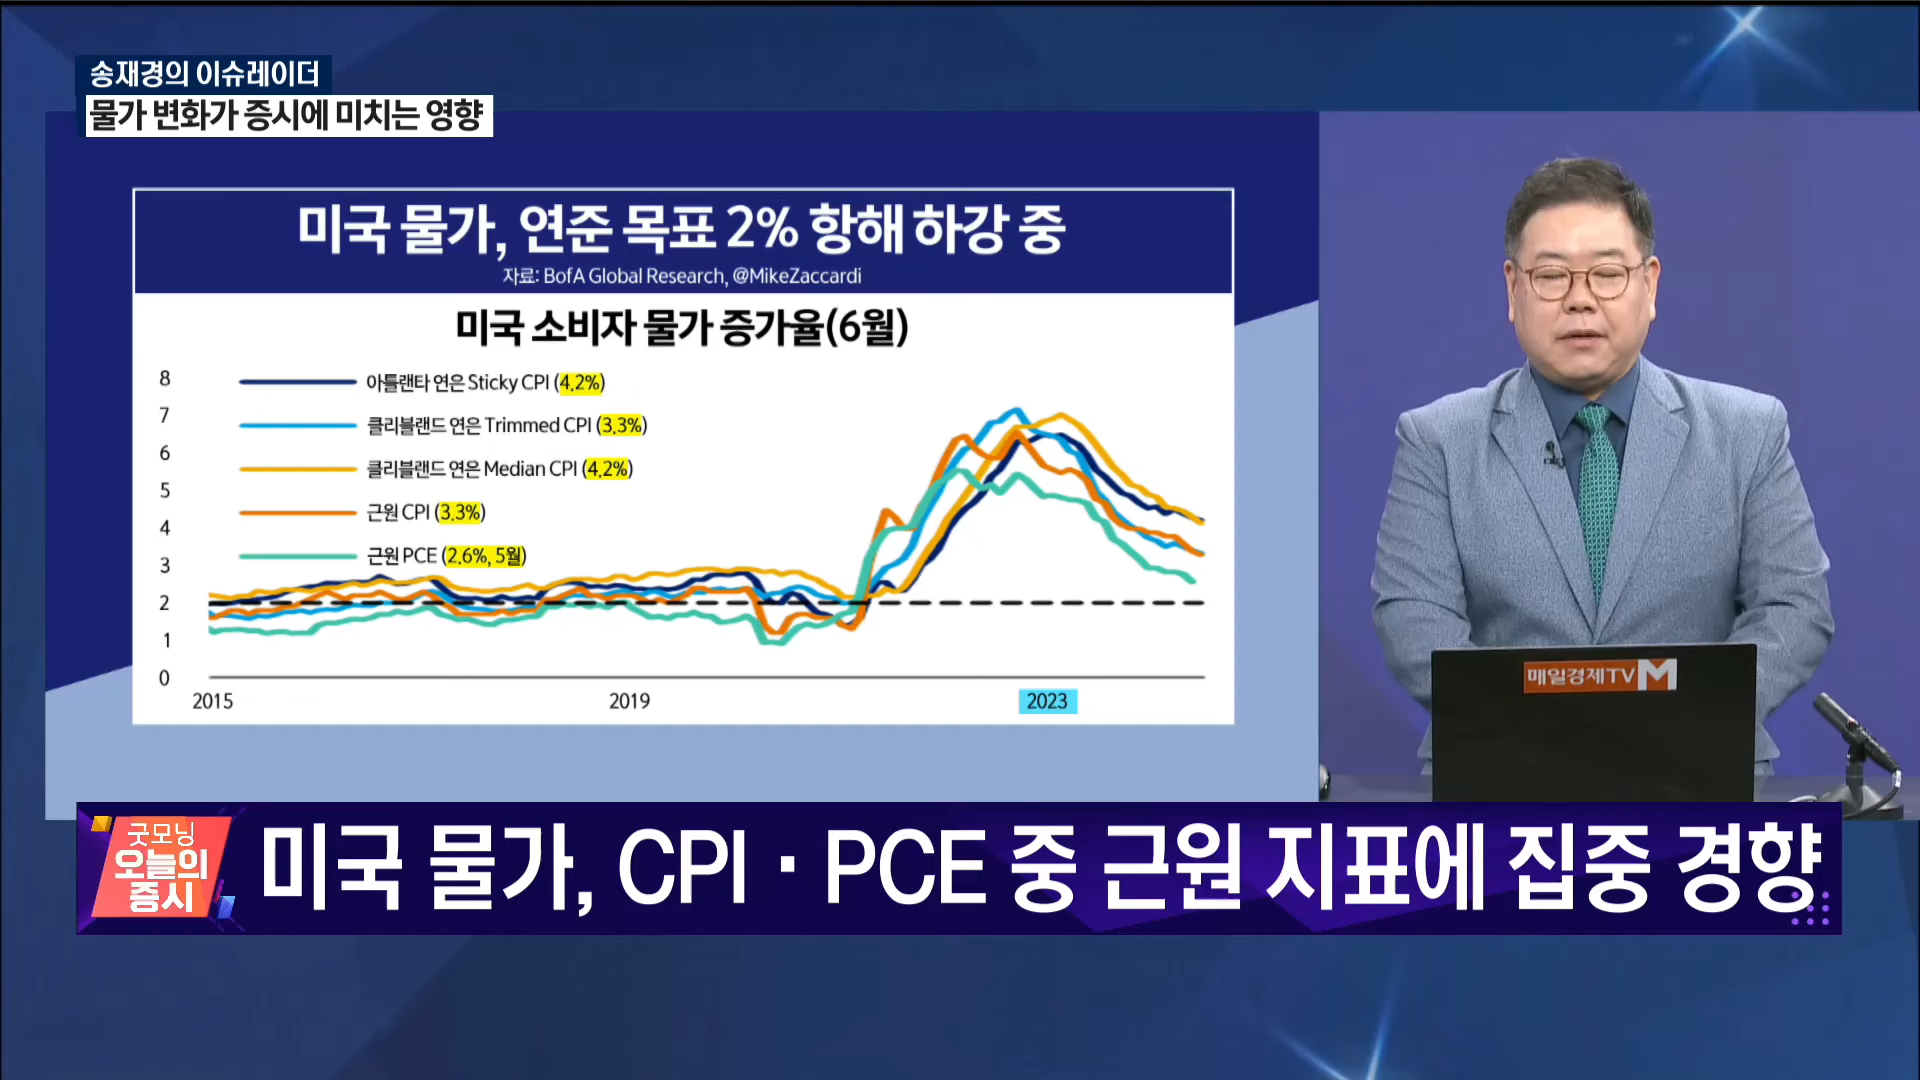 송재경의 이슈레이더
물가 변화가 증시에 미치는 영향
미국 물가, 연준 목표 2% 항해 하강 중
자료: BofA Global Research, @MikeZaccardi
미국 소비자 물가 증가율(6월)
8
7
6
5
4
3
2
1
0
아틀랜타 연은 Sticky CPI (4.2%)
클리블랜드 연은 Trimmed CPI (3.3%)
클리블랜드 연은 Median CPI (4.2%)
근원 CPI (3.3%)
근원 PCE (2.6%, 5월)
2015
2019
2023
매일경제TV M
굿모닝
오늘의
증시
미국 물가, CPI · PCE 중 근원 지표에 집중 경향